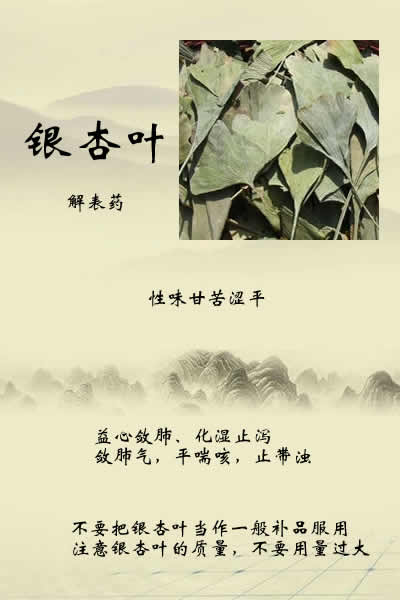 银杏叶
解表药
性味甘苦涩平
益心敛肺、化湿止泻
敛肺气，平喘咳，止带浊
不要把银杏叶当作一般补品服用
注意银杏叶的质量，不要用量过大